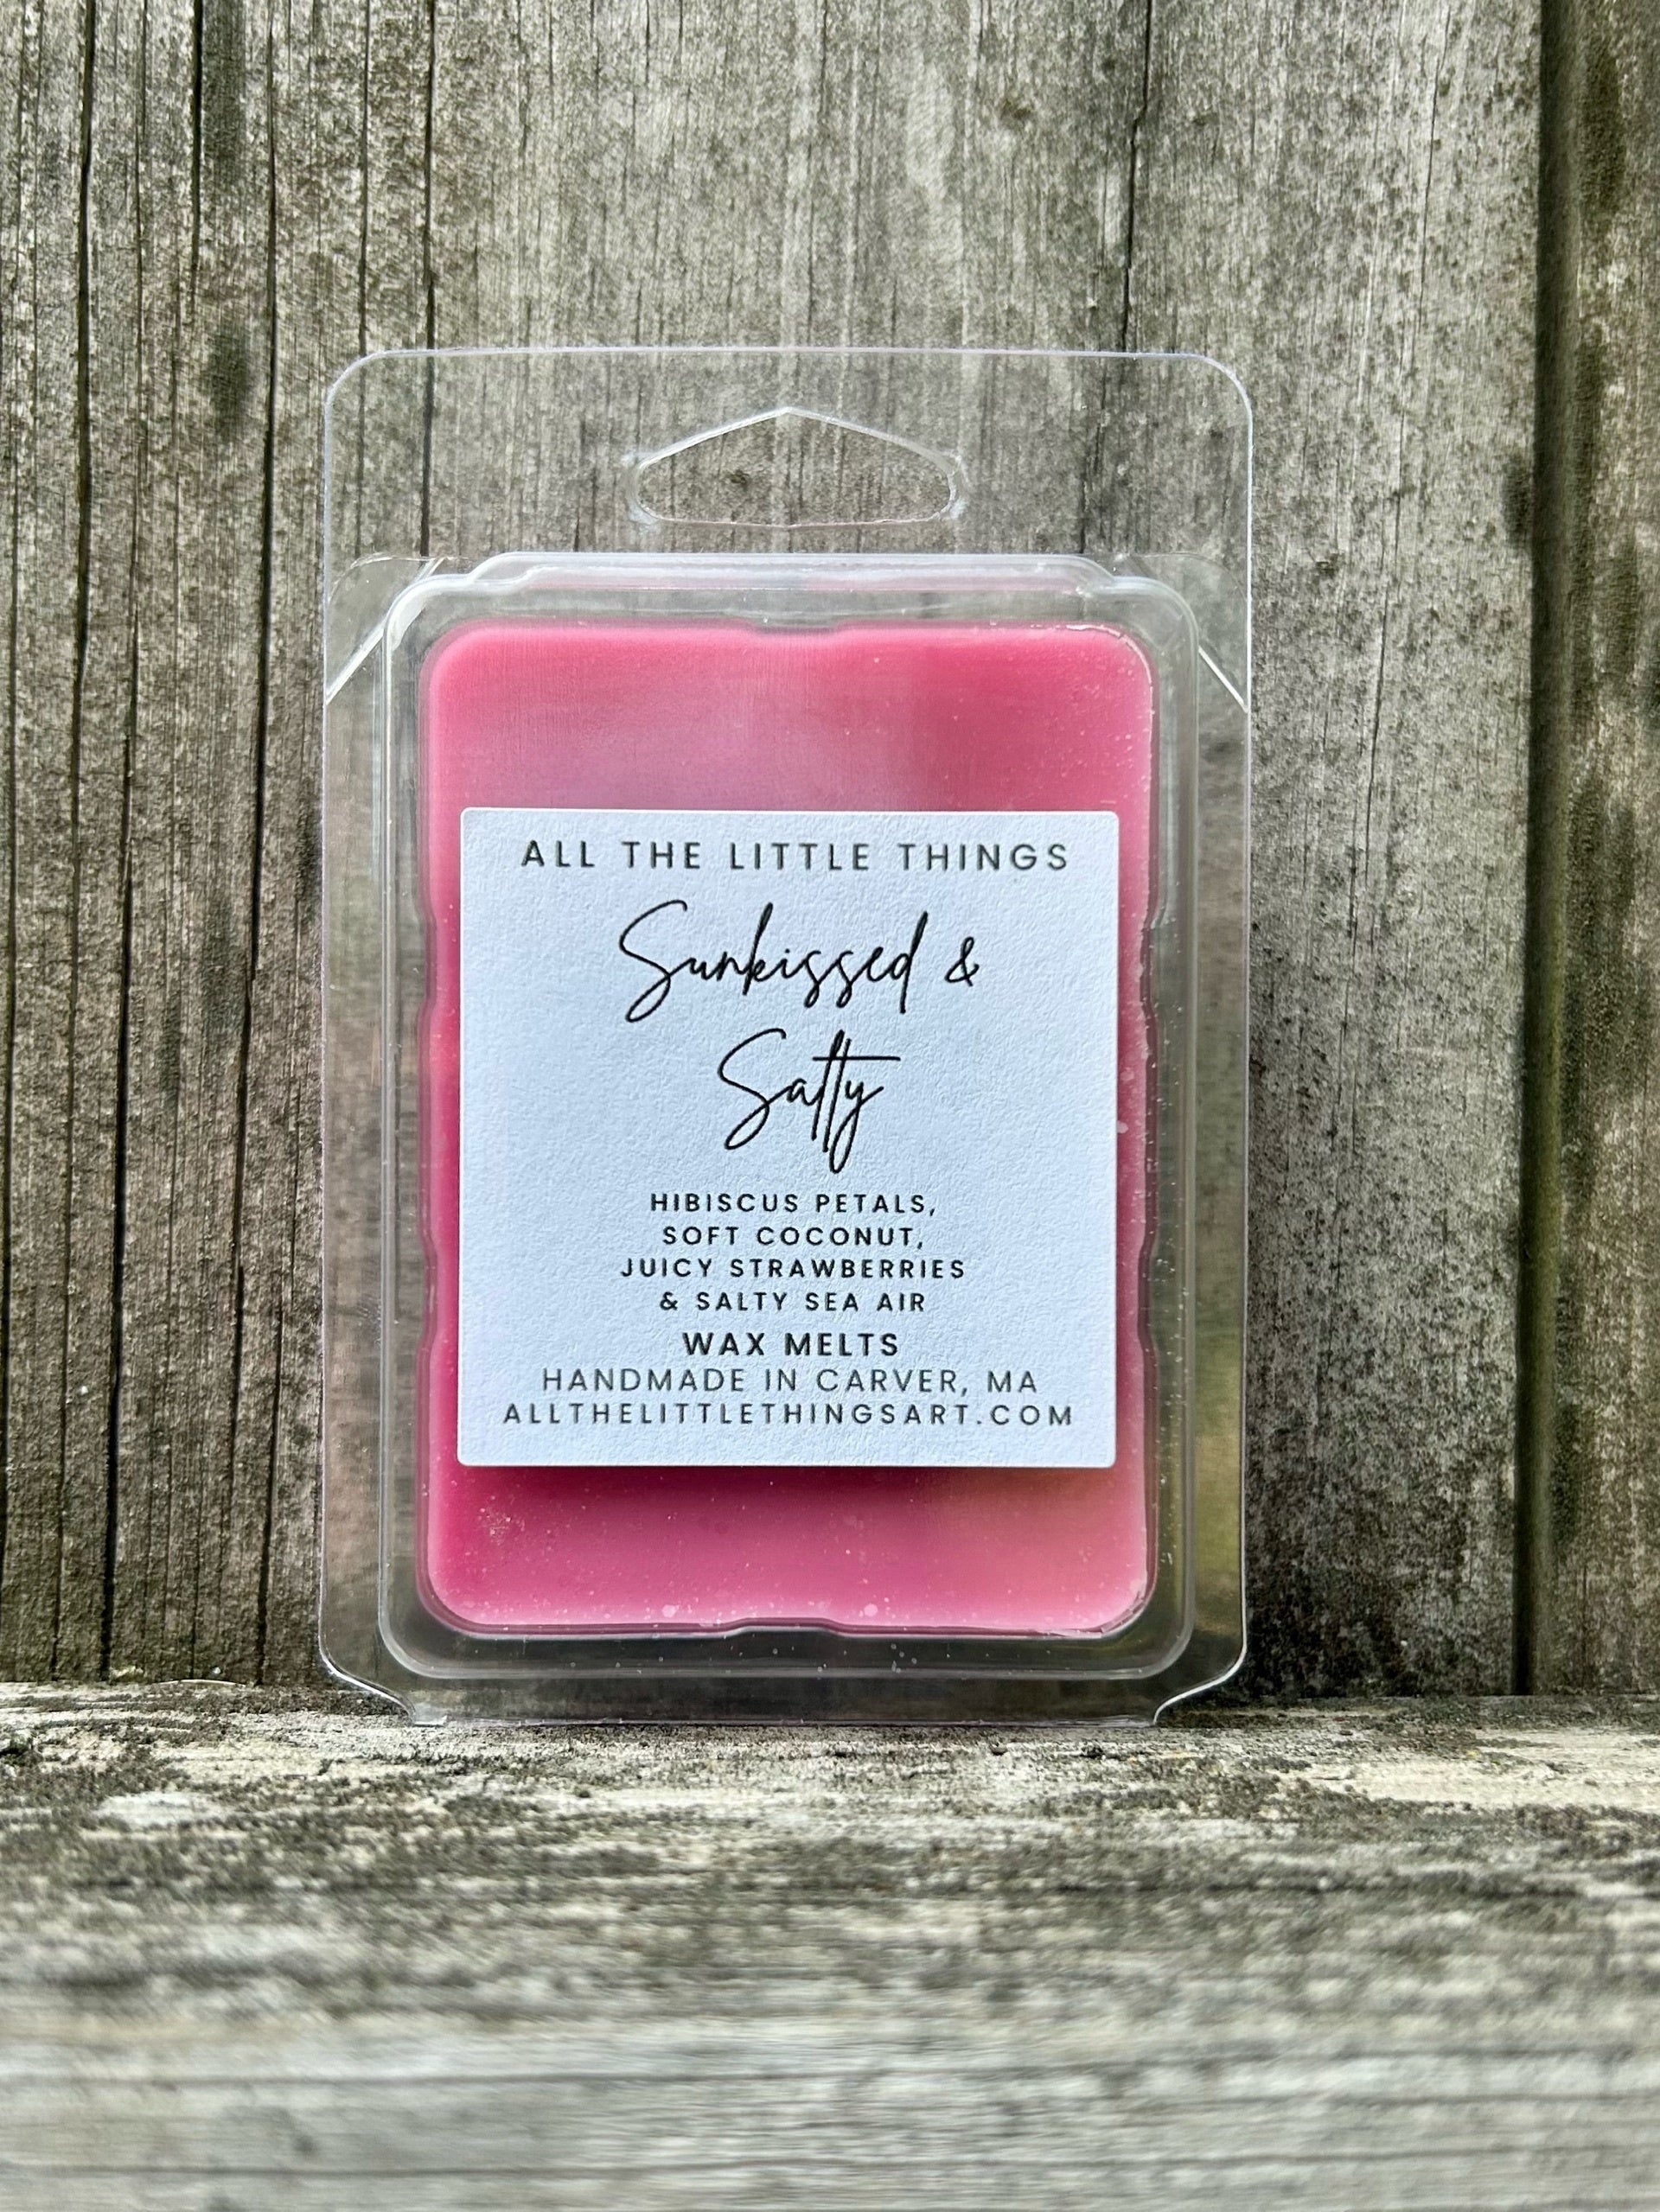 ALL THE LITTLE THINGS
Sunkissed &
Salty
HIBISCUS PETALS,
SOFT COCONUT,
JUICY STRAWBERRIES
& SALTY SEA AIR
WAX MELTS
HANDMADE IN CARVER, MA
ALLTHELITTLETHINGSART.COM